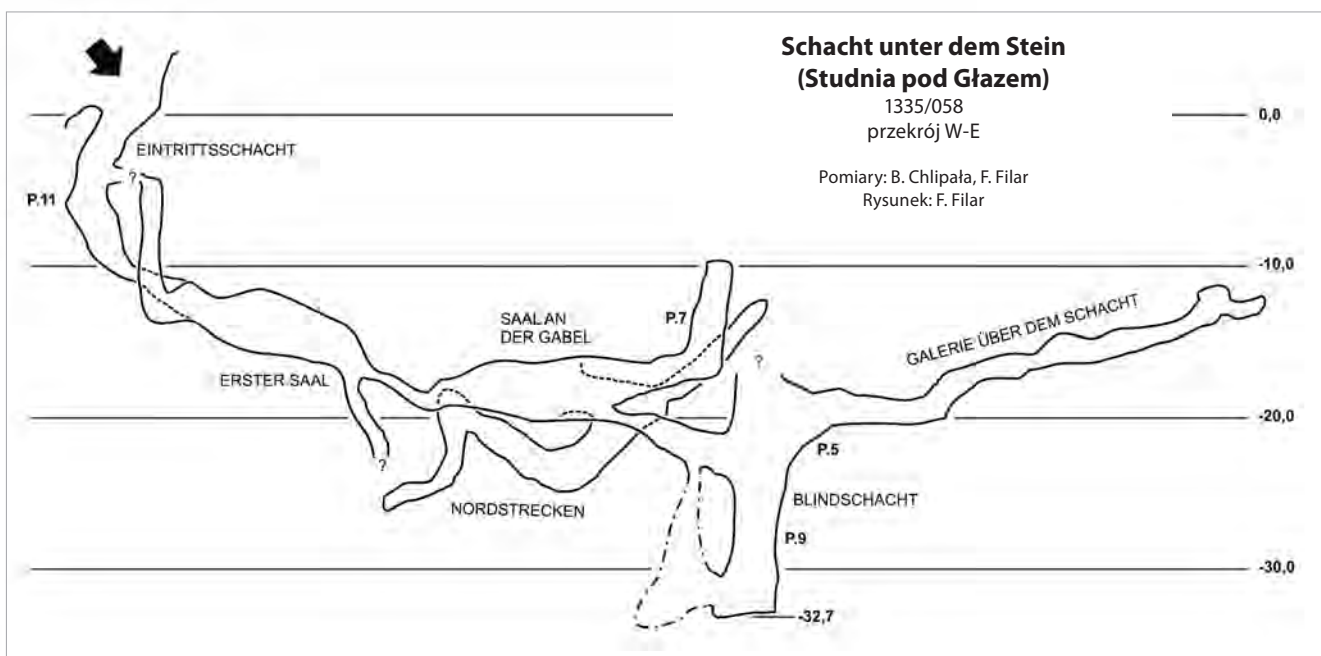 Schacht unter dem Stein
(Studnia pod Głazem)
1335/058
przekrój W-E
Pomiary: B. Chlipała, F. Filar
Rysunek: F. Filar
0,0
EINTRITTSSCHACHT
?
P.11
-10,0
SAAL AN
DER GABEL
P.7
GALERIE ÜBER DEM SCHACHT
?
ERSTER SAAL
-20,0
P.5
?
NORDSTRECKEN
BLINDSCHACHT
P.9
-30,0
-32,7